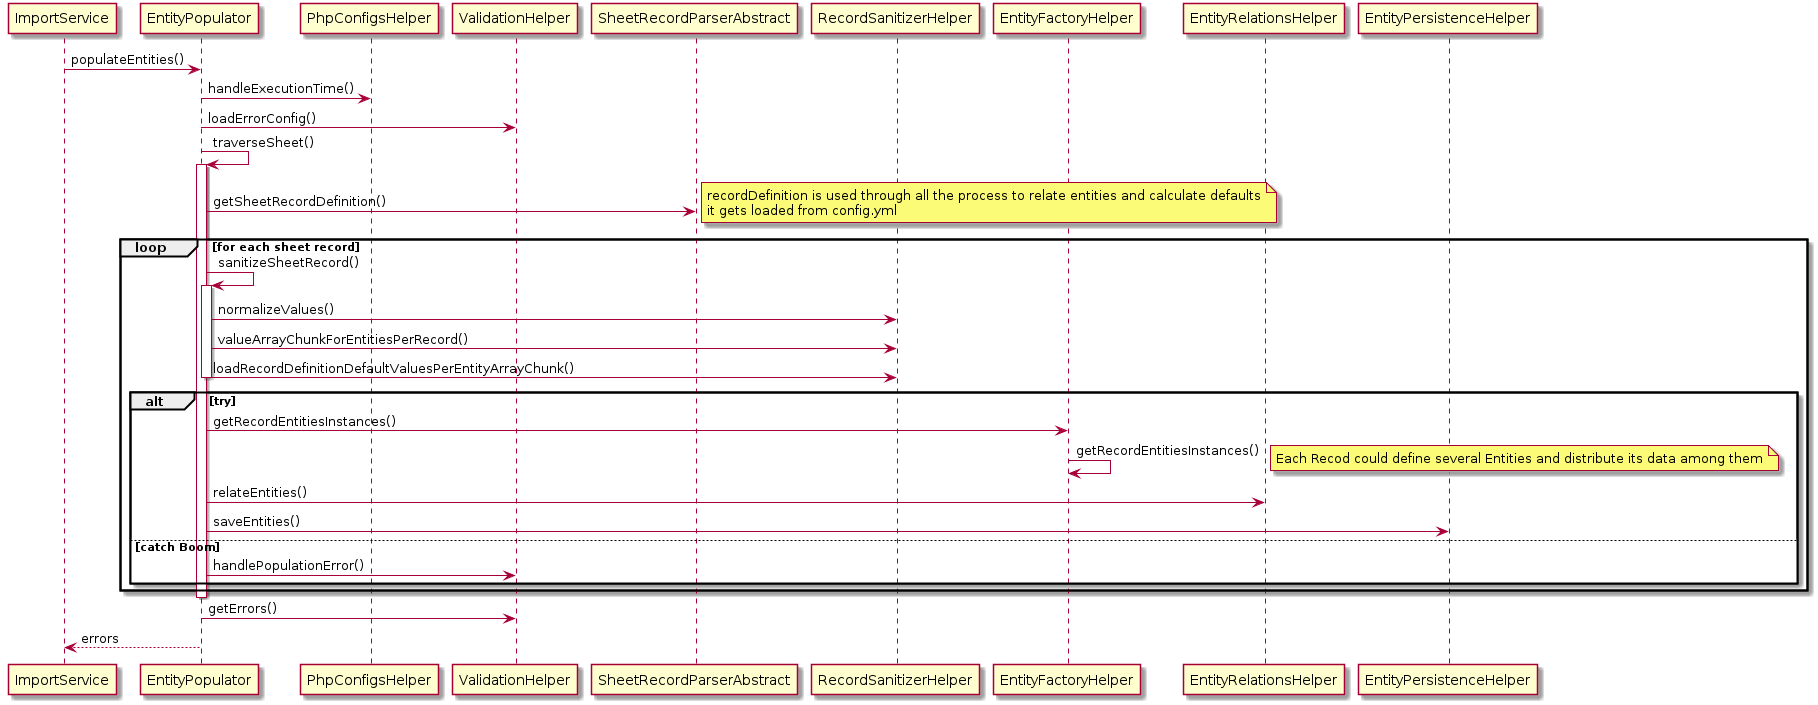 ImportService
EntityPopulator
PhpConfigsHelper
ValidationHelper
SheetRecordParserAbstract
RecordSanitizerHelper
EntityFactoryHelper
EntityRelationsHelper
EntityPersistenceHelper
populateEntities()
handleExecutionTime()
loadErrorConfig()
traverseSheet()
getSheetRecordDefinition()
recordDefinition is used through all the process to relate entities and calculate defaults
it gets loaded from config.yml
loop
[for each sheet record]
sanitizeSheetRecord()
normalizeValues()
valueArrayChunkForEntitiesPerRecord()
loadRecordDefinitionDefaultValuesPerEntityArrayChunk()
alt
[try]
getRecordEntitiesInstances()
getRecordEntitiesInstances()
Each Recod could define several Entities and distribute its data among them
relateEntities()
saveEntities()
[catch Boom]
handlePopulationError()
getErrors()
errors
ImportService
EntityPopulator
PhpConfigsHelper
ValidationHelper
SheetRecordParserAbstract
RecordSanitizerHelper
EntityFactoryHelper
EntityRelationsHelper
EntityPersistenceHelper